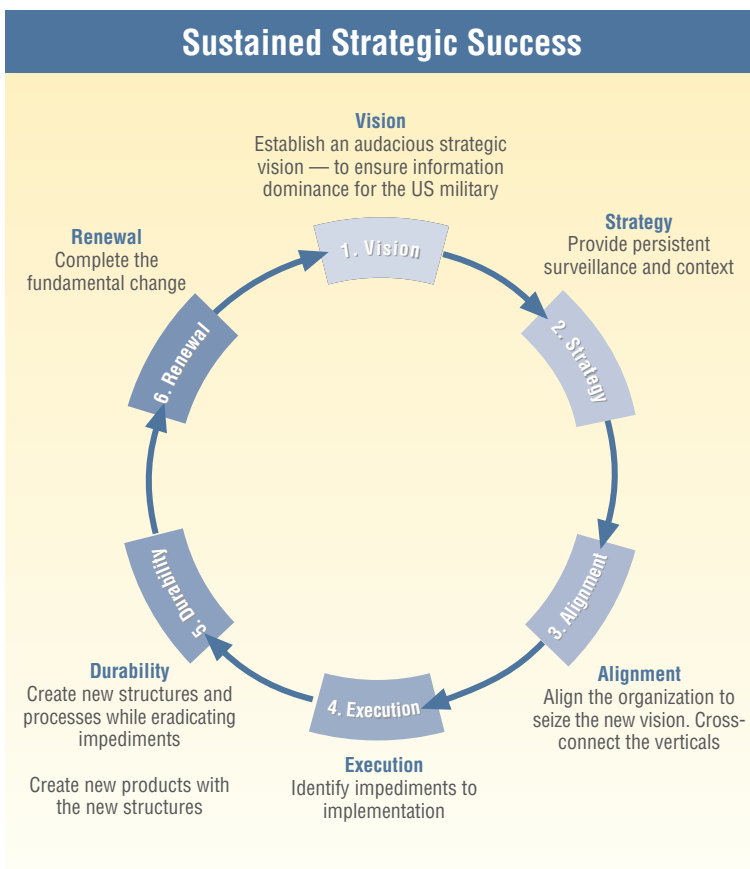 Sustained Strategic Success
Vision
Establish an audacious strategic
vision — to ensure information
dominance for the US military
1. Vision
Strategy
Provide persistent
surveillance and context
2. Strategy
3. Alignment
Alignment
Align the organization to
seize the new vision. Cross-
connect the verticals
4. Execution
Execution
Identify impediments to
implementation
5. Durability
Durability
Create new structures and
processes while eradicating
impediments
Create new products with
the new structures
6. Renewal
Renewal
Complete the
fundamental change